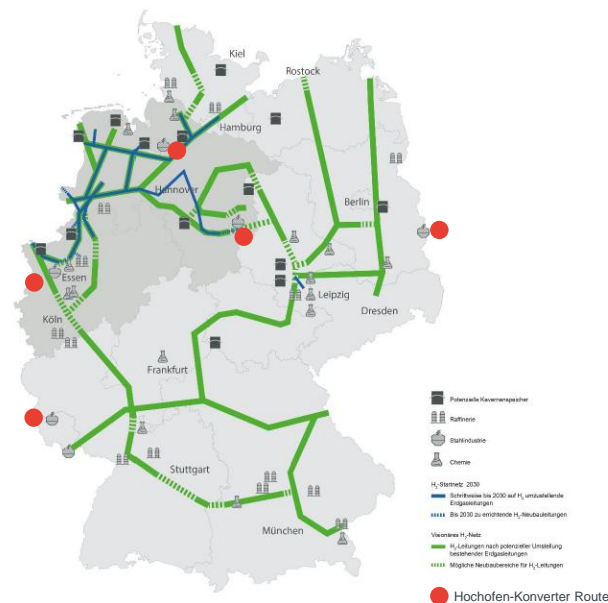 Kiel
Rostock
Hamburg
Hannover
Berlin
Essen
Leipzig
Köln
Dresden
Frankfurt
Stuttgart
München
Potenzielle Kavernenspeicher
Raffinerie
Stahlindustrie
Chemie
H₂-Startnetz 2030
Schrittweise bis 2030 auf H₂ umzustellende
Erdgasleitungen
Bis 2030 zu errichtende H₂-Neubauleitungen
Visionäres H₂-Netz
H₂-Leitungen nach potenzieller Umstellung
bestehender Erdgasleitungen
Mögliche Neubaubereiche für H₂-Leitungen
Hochofen-Konverter Route